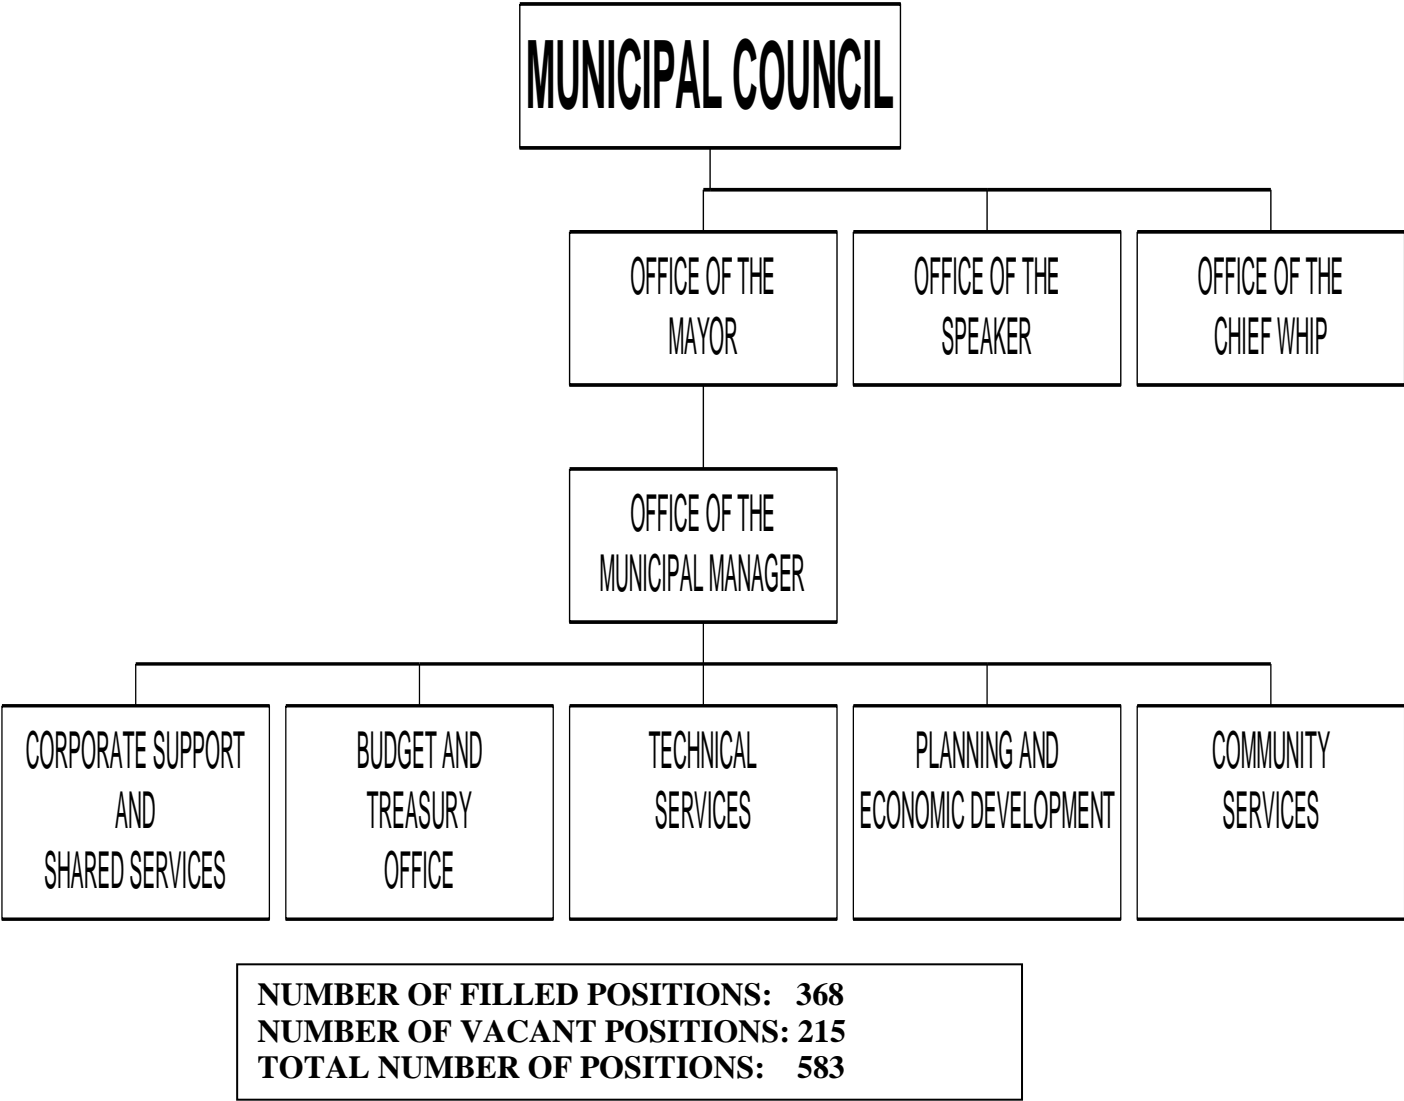 MUNICIPAL COUNCIL
OFFICE OF THE
MAYOR
OFFICE OF THE
SPEAKER
OFFICE OF THE
CHIEF WHIP
OFFICE OF THE
MUNICIPAL MANAGER
CORPORATE SUPPORT
AND
SHARED SERVICES
BUDGET AND
TREASURY
OFFICE
TECHNICAL
SERVICES
PLANNING AND
ECONOMIC DEVELOPMENT
COMMUNITY
SERVICES
NUMBER OF FILLED POSITIONS: 368
NUMBER OF VACANT POSITIONS: 215
TOTAL NUMBER OF POSITIONS: 583